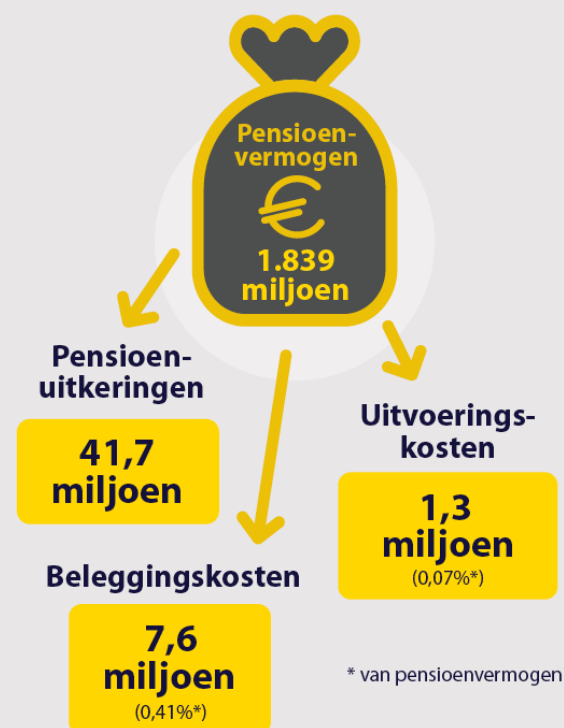 Pensioen-
vermogen
€
1.839
miljoen
Pensioen-
uitkeringen
41,7
miljoen
Uitvoerings-
kosten
1,3
miljoen
(0,07%*)
Beleggingskosten
7,6
miljoen
(0,41%*)
* van pensioenvermogen